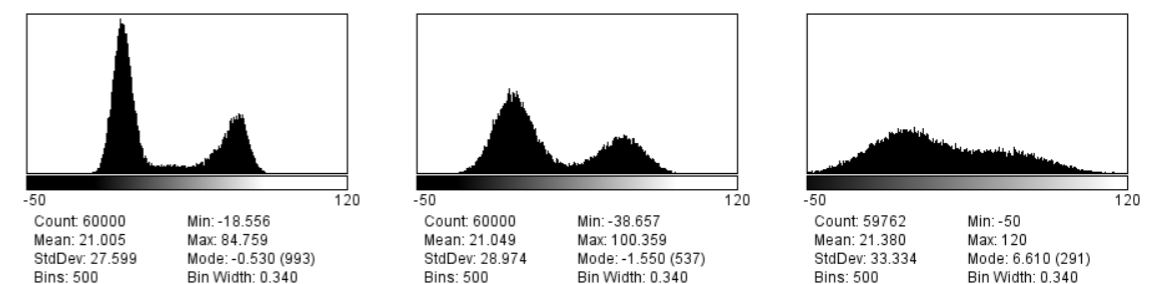 -50 120 -50 120 -50 120
Count: 60000 Min: -18.556 Count: 60000 Min: -38.657 Count: 59762 Min: -50
Mean: 21.005 Max: 84.759 Mean: 21.049 Max: 100.359 Mean: 21.380 Max: 120
StdDev: 27.599 Mode: -0.530 (993) StdDev: 28.974 Mode: -1.550 (537) StdDev: 33.334 Mode: 6.610 (291)
Bins: 500 Bin Width: 0.340 Bins: 500 Bin Width: 0.340 Bins: 500 Bin Width: 0.340